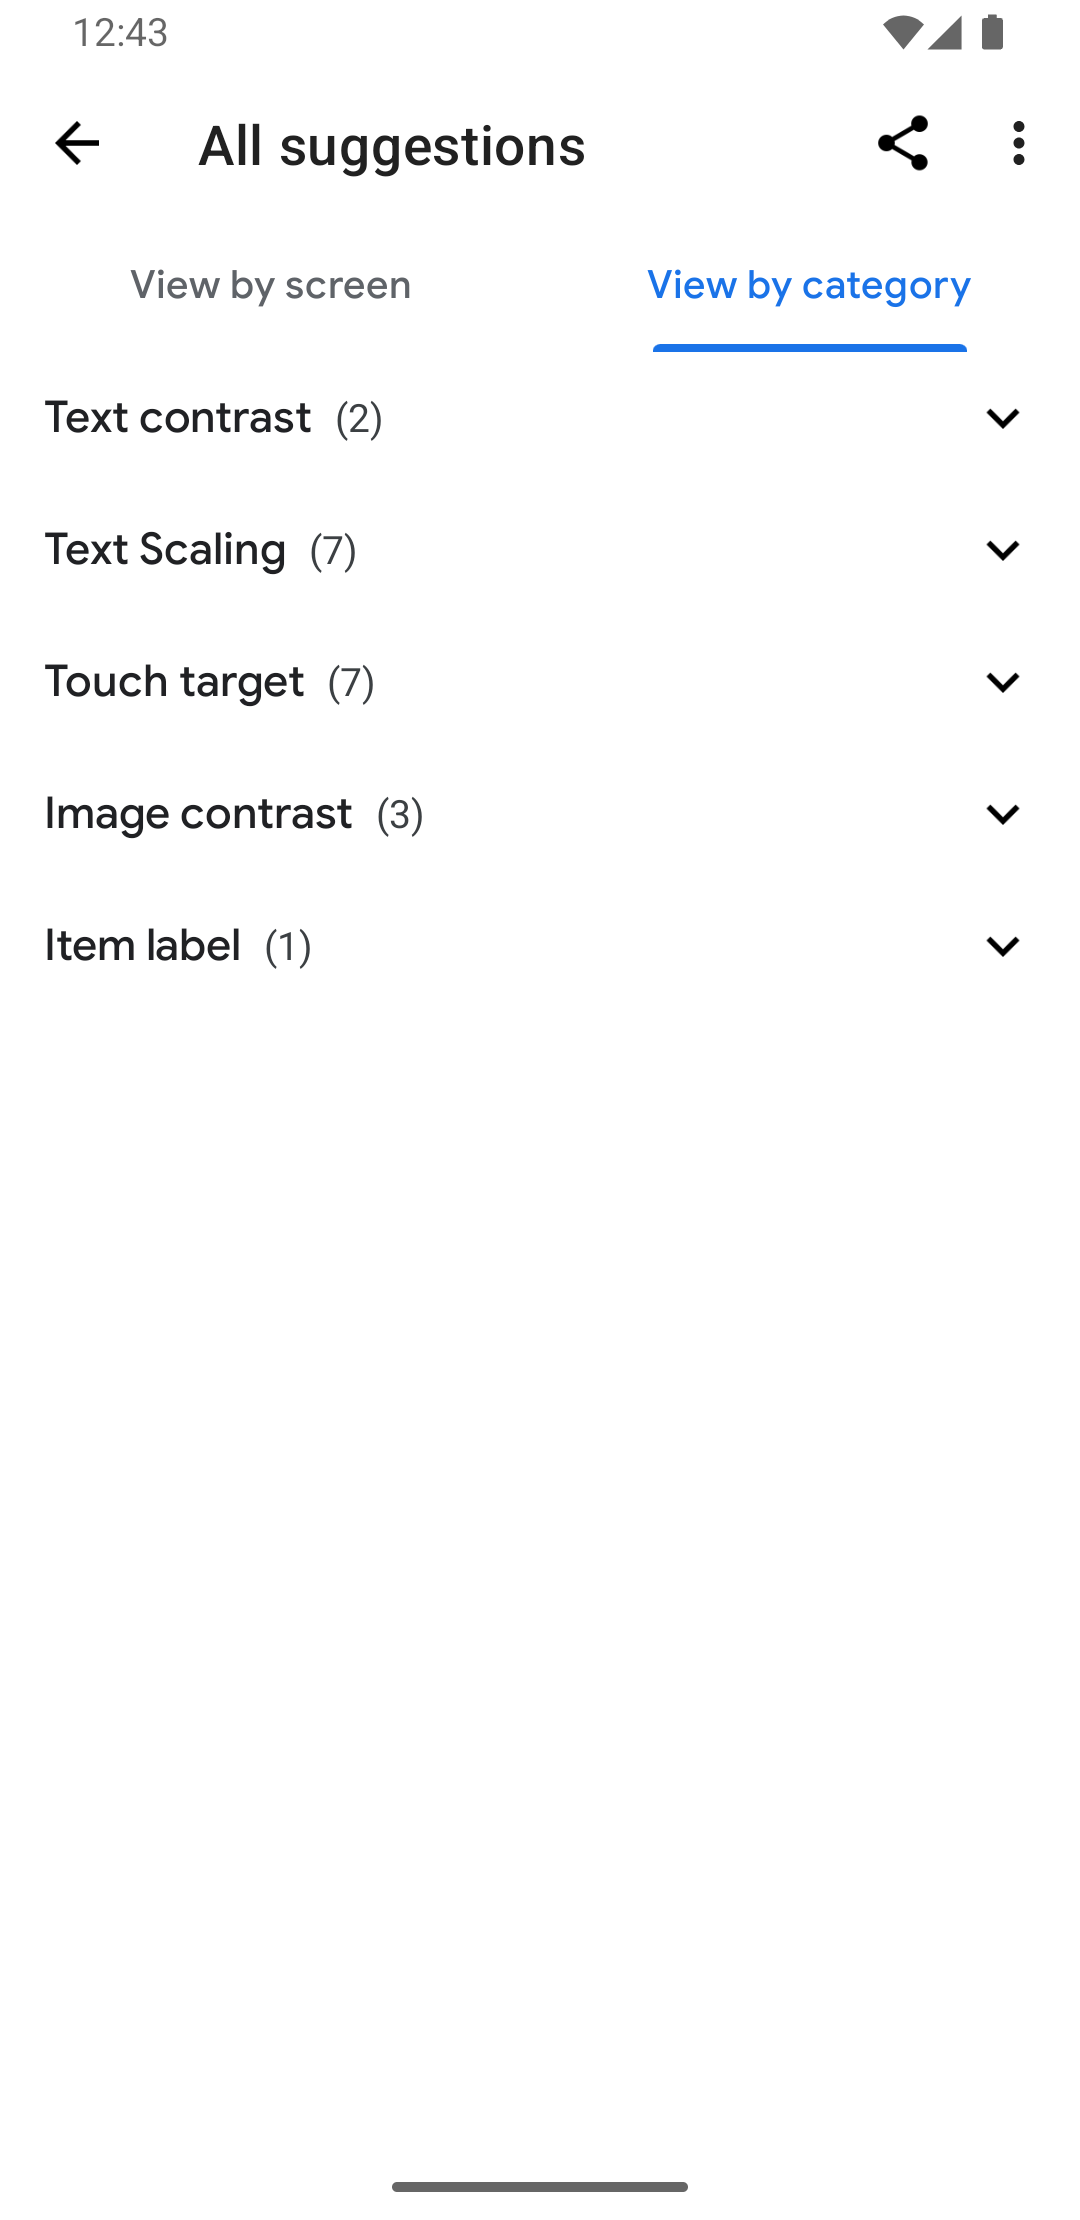 12:43
All suggestions
View by screen
View by category
Text contrast (2)
Text Scaling (7)
Touch target (7)
Image contrast (3)
Item label (1)